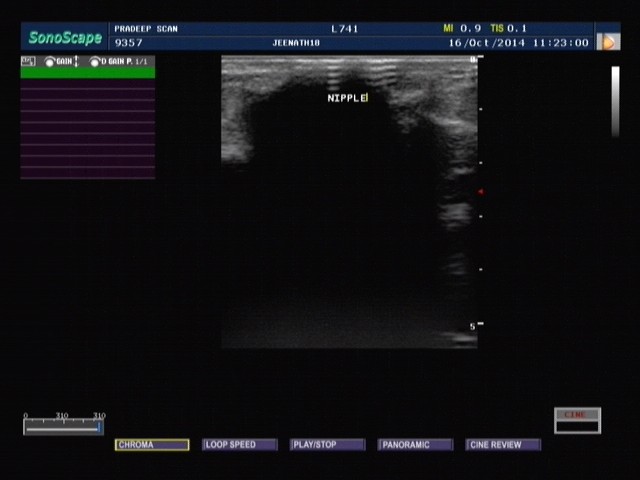 SonoScape
PRADEEP SCAN
L741
MI 0.9 TIS 0.1
9357
JEENATH18
16/Oct/2014 11:23:00
GAIN
D GAIN P. 1/1
0
NIPPLE
5
0 310 310
CINE
CHROMA
LOOP SPEED
PLAY/STOP
PANORAMIC
CINE REVIEW